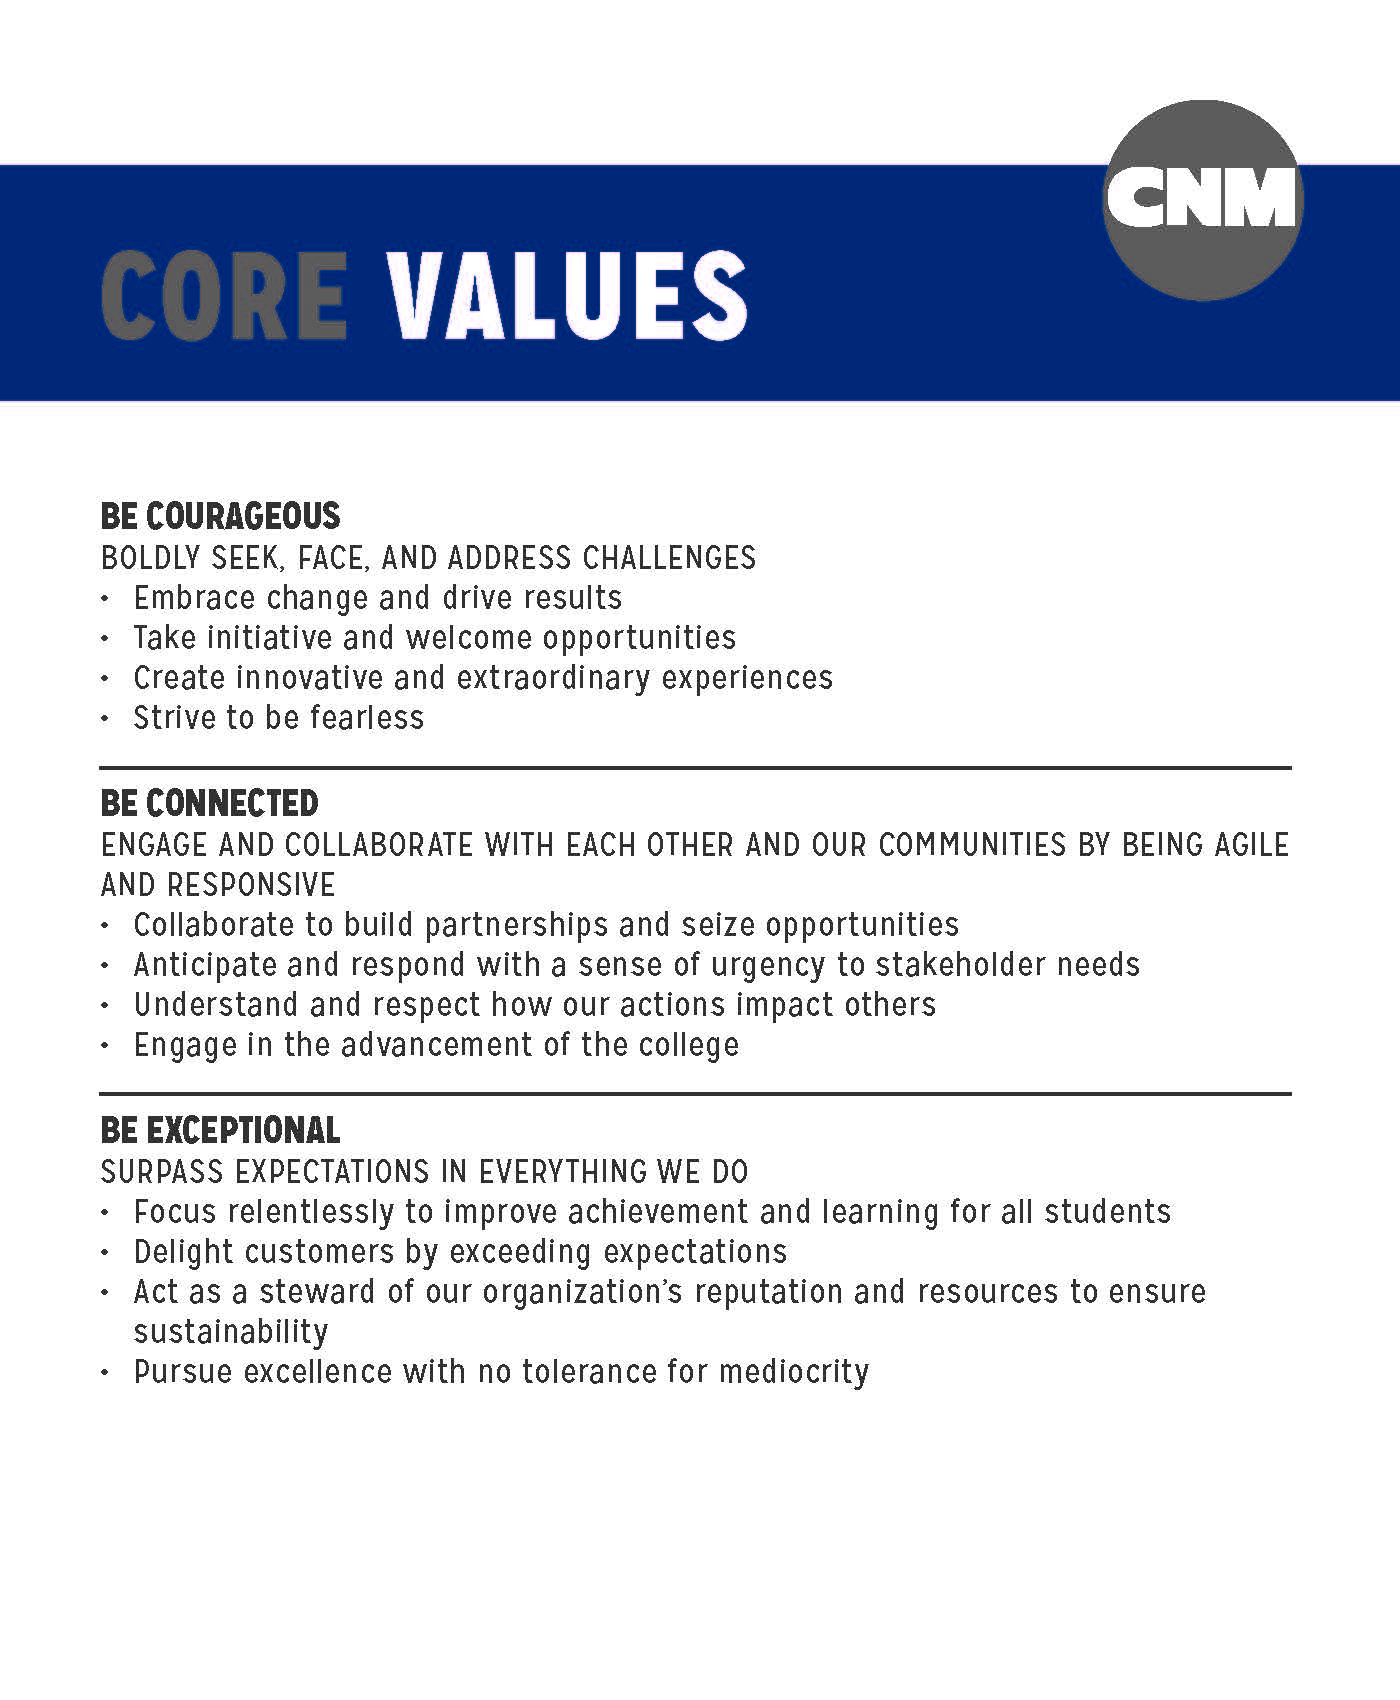 CNM
CORE VALUES
BE COURAGEOUS
BOLDLY SEEK, FACE, AND ADDRESS CHALLENGES
• Embrace change and drive results
• Take initiative and welcome opportunities
• Create innovative and extraordinary experiences
• Strive to be fearless
BE CONNECTED
ENGAGE AND COLLABORATE WITH EACH OTHER AND OUR COMMUNITIES BY BEING AGILE
AND RESPONSIVE
• Collaborate to build partnerships and seize opportunities
• Anticipate and respond with a sense of urgency to stakeholder needs
• Understand and respect how our actions impact others
• Engage in the advancement of the college
BE EXCEPTIONAL
SURPASS EXPECTATIONS IN EVERYTHING WE DO
• Focus relentlessly to improve achievement and learning for all students
• Delight customers by exceeding expectations
• Act as a steward of our organization’s reputation and resources to ensure
sustainability
• Pursue excellence with no tolerance for mediocrity